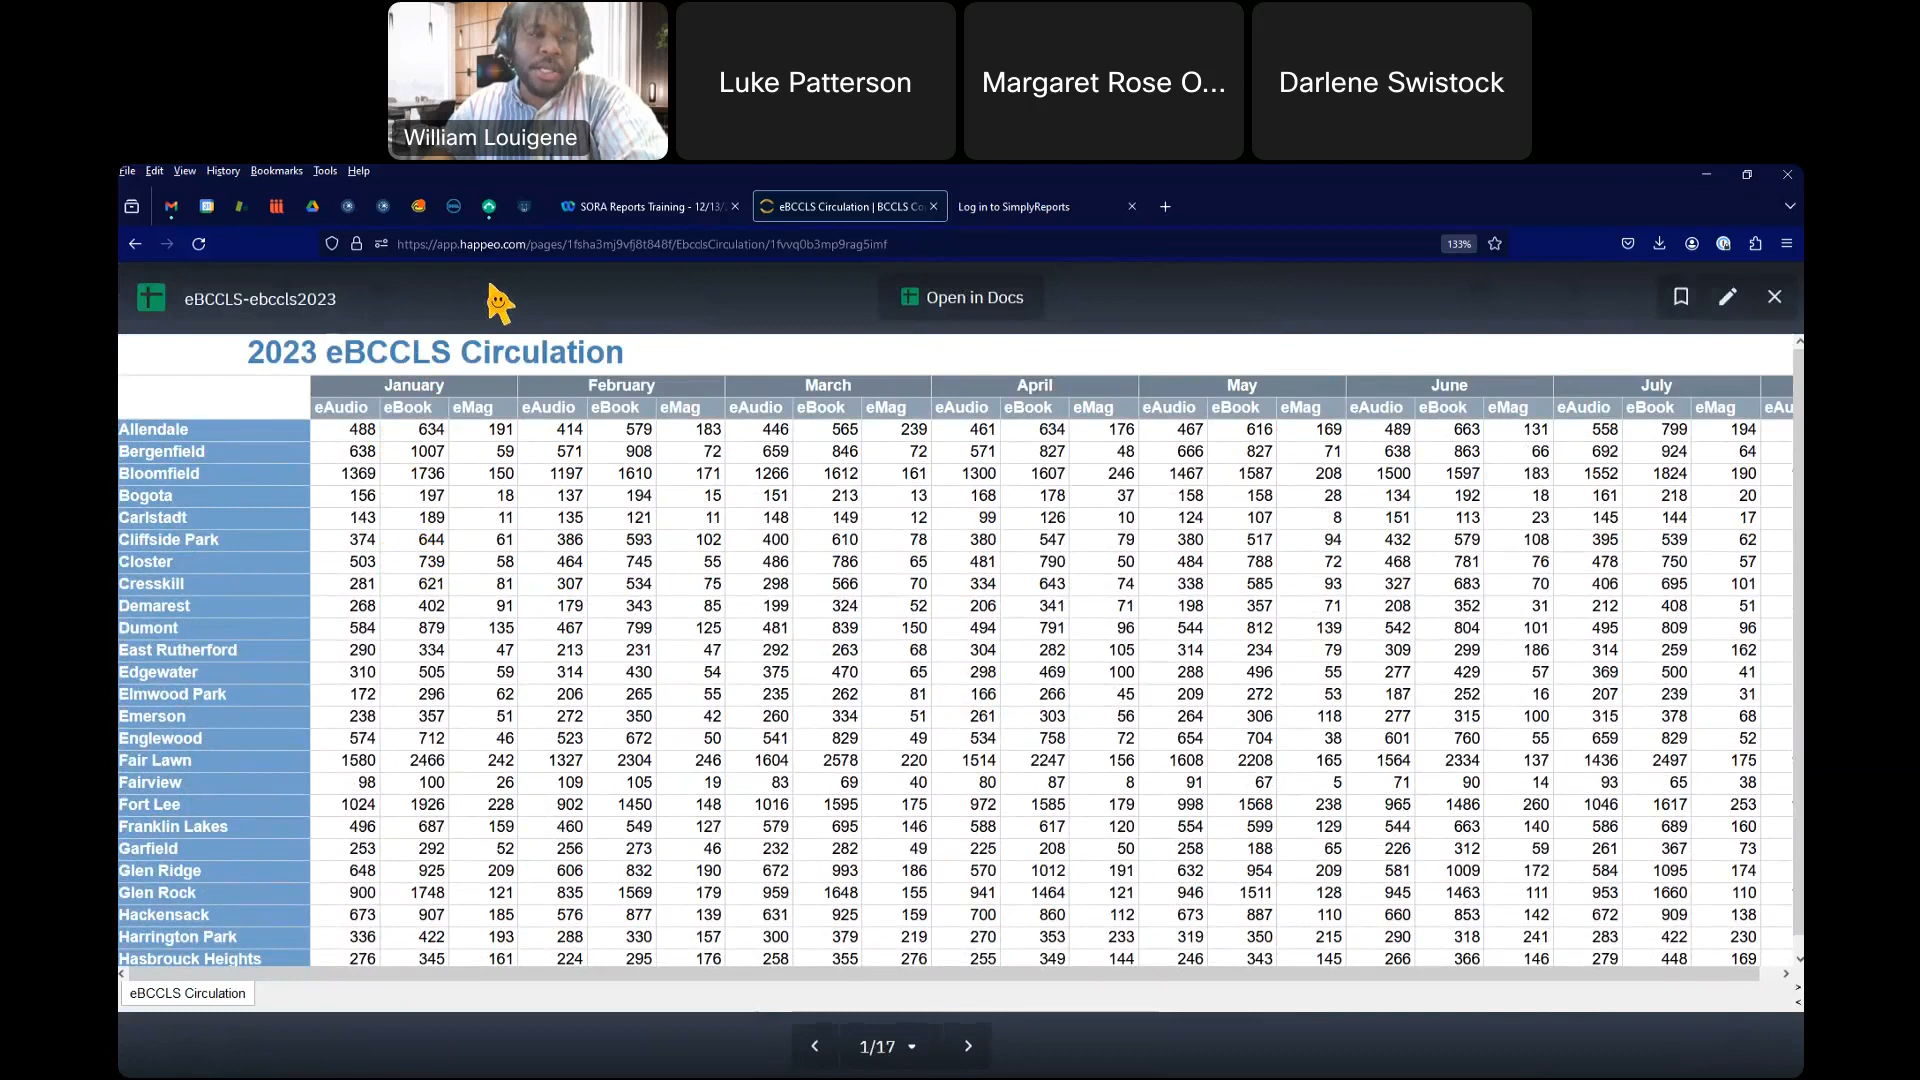 William Louigene
Luke Patterson
Margaret Rose O...
Darlene Swistock
File Edit View History Bookmarks Tools Help
SORA Reports Training - 12/13/
eBCCLS Circulation | BCCLS Co
Log in to SimplyReports
https://app.happeo.com/pages/1fsha3mj9vfj8t848f/EbcclsCirculation/1fvvq0b3mp9rag5imf
133%
eBCCLS-ebccls2023
Open in Docs
2023 eBCCLS Circulation
January February March April May June July
eAudio eBook eMag eAudio eBook eMag eAudio eBook eMag eAudio eBook eMag eAudio eBook eMag eAudio eBook eMag eAudio eBook eMag eAu
Allendale 488 634 191 414 579 183 446 565 239 461 634 176 467 616 169 489 663 131 558 799 194
Bergenfield 638 1007 59 571 908 72 659 846 72 571 827 48 666 827 71 638 863 66 692 924 64
Bloomfield 1369 1736 150 1197 1610 171 1266 1612 161 1300 1607 246 1467 1587 208 1500 1597 183 1552 1824 190
Bogota 156 197 18 137 194 15 151 213 13 168 178 37 158 158 28 134 192 18 161 218 20
Carlstadt 143 189 11 135 121 11 148 149 12 99 126 10 124 107 8 151 113 23 145 144 17
Cliffside Park 374 644 61 386 593 102 400 610 78 380 547 79 380 517 94 432 579 108 395 539 62
Closter 503 739 58 464 745 55 486 786 65 481 790 50 484 788 72 468 781 76 478 750 57
Cresskill 281 621 81 307 534 75 298 566 70 334 643 74 338 585 93 327 683 70 406 695 101
Demarest 268 402 91 179 343 85 199 324 52 206 341 71 198 357 71 208 352 31 212 408 51
Dumont 584 879 135 467 799 125 481 839 150 494 791 96 544 812 139 542 804 101 495 809 96
East Rutherford 290 334 47 213 231 47 292 263 68 304 282 105 314 234 79 309 299 186 314 259 162
Edgewater 310 505 59 314 430 54 375 470 65 298 469 100 288 496 55 277 429 57 369 500 41
Elmwood Park 172 296 62 206 265 55 235 262 81 166 266 45 209 272 53 187 252 16 207 239 31
Emerson 238 357 51 272 350 42 260 334 51 261 303 56 264 306 118 277 315 100 315 378 68
Englewood 574 712 46 523 672 50 541 829 49 534 758 72 654 704 38 601 760 55 659 829 52
Fair Lawn 1580 2466 242 1327 2304 246 1604 2578 220 1514 2247 156 1608 2208 165 1564 2334 137 1436 2497 175
Fairview 98 100 26 109 105 19 83 69 40 80 87 8 91 67 5 71 90 14 93 65 38
Fort Lee 1024 1926 228 902 1450 148 1016 1595 175 972 1585 179 998 1568 238 965 1486 260 1046 1617 253
Franklin Lakes 496 687 159 460 549 127 579 695 146 588 617 120 554 599 129 544 663 140 586 689 160
Garfield 253 292 52 256 273 46 232 282 49 225 208 50 258 188 65 226 312 59 261 367 73
Glen Ridge 648 925 209 606 832 190 672 993 186 570 1012 191 632 954 209 581 1009 172 584 1095 174
Glen Rock 900 1748 121 835 1569 179 959 1648 155 941 1464 121 946 1511 128 945 1463 111 953 1660 110
Hackensack 673 907 185 576 877 139 631 925 159 700 860 112 673 887 110 660 853 142 672 909 138
Harrington Park 336 422 193 288 330 157 300 379 219 270 353 233 319 350 215 290 318 241 283 422 230
Hasbrouck Heights 276 345 161 224 295 176 258 355 276 255 349 144 246 343 145 266 366 146 279 448 169
eBCCLS Circulation
1/17